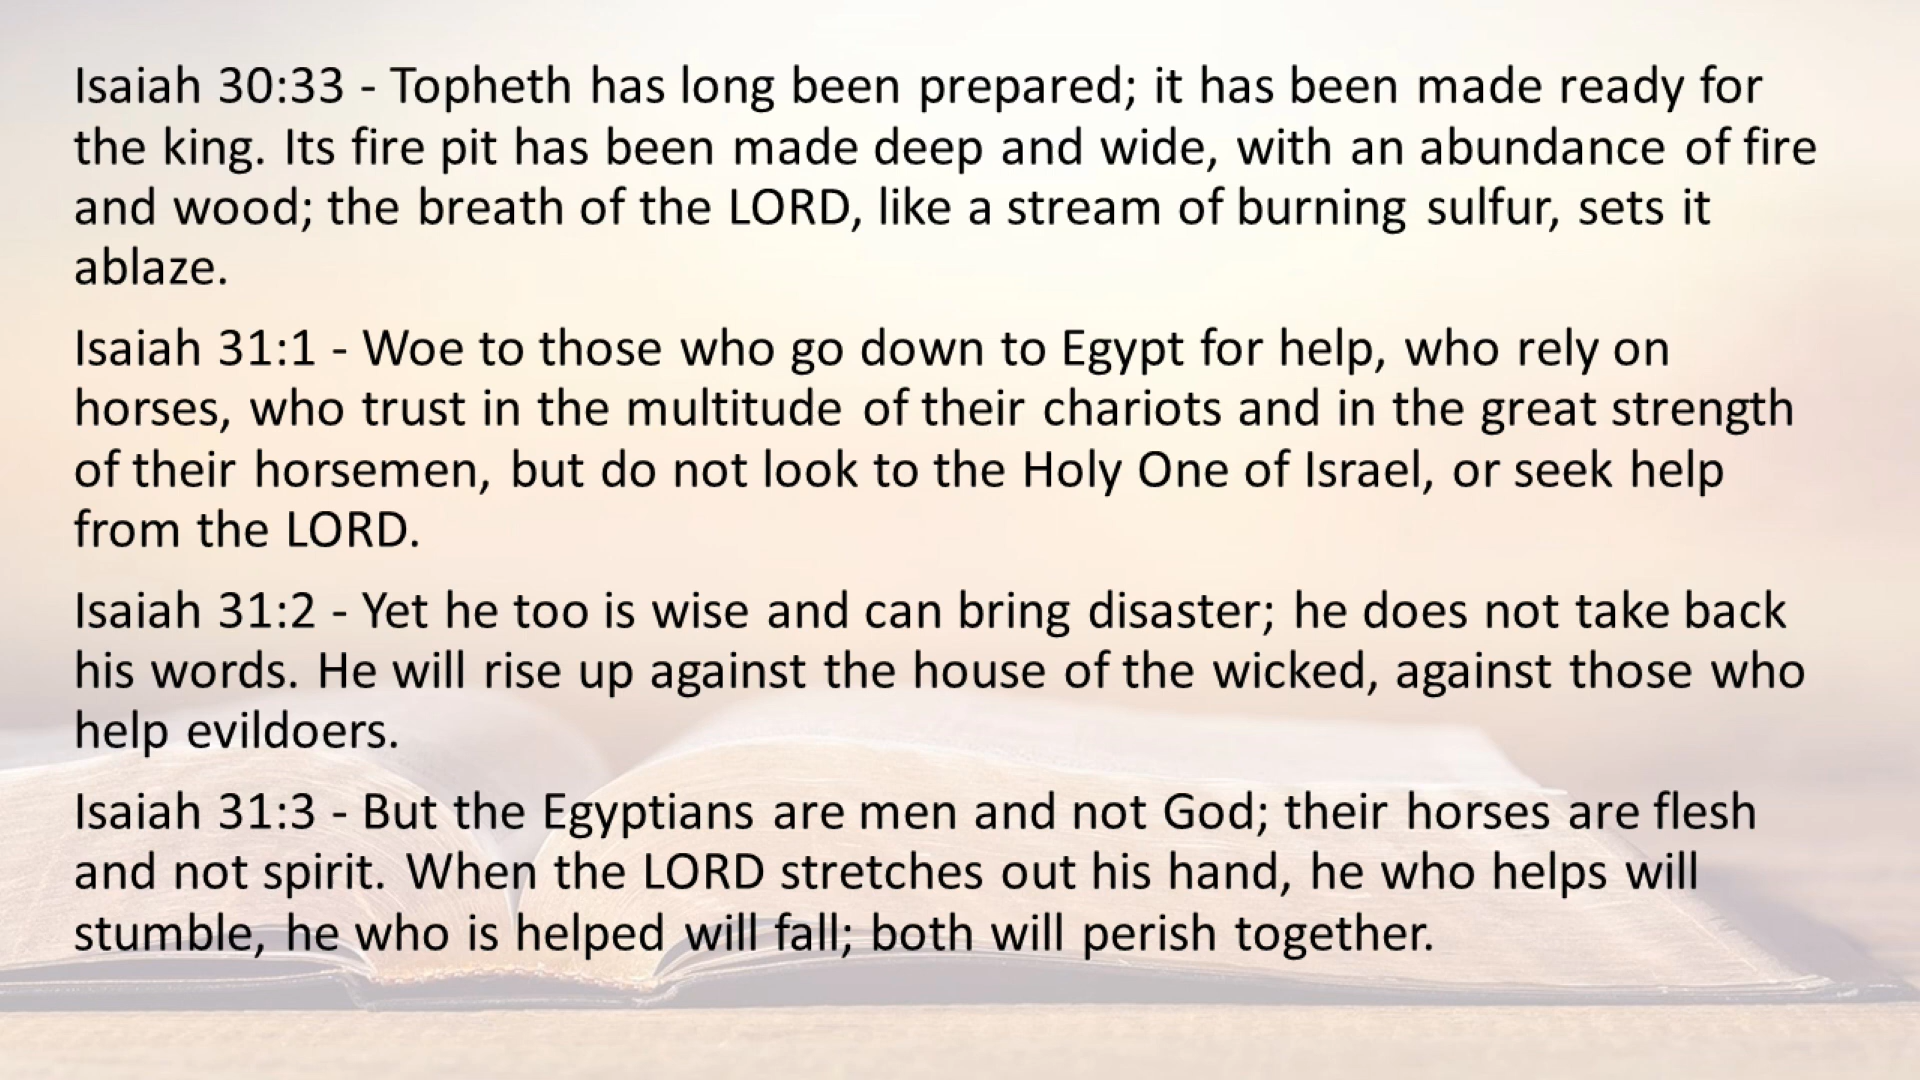 Isaiah 30:33 - Topheth has long been prepared; it has been made ready for
the king. Its fire pit has been made deep and wide, with an abundance of fire
and wood; the breath of the LORD, like a stream of burning sulfur, sets it
ablaze.
Isaiah 31:1 - Woe to those who go down to Egypt for help, who rely on
horses, who trust in the multitude of their chariots and in the great strength
of their horsemen, but do not look to the Holy One of Israel, or seek help
from the LORD.
Isaiah 31:2 - Yet he too is wise and can bring disaster; he does not take back
his words. He will rise up against the house of the wicked, against those who
help evildoers.
Isaiah 31:3 - But the Egyptians are men and not God; their horses are flesh
and not spirit. When the LORD stretches out his hand, he who helps will
stumble, he who is helped will fall; both will perish together.